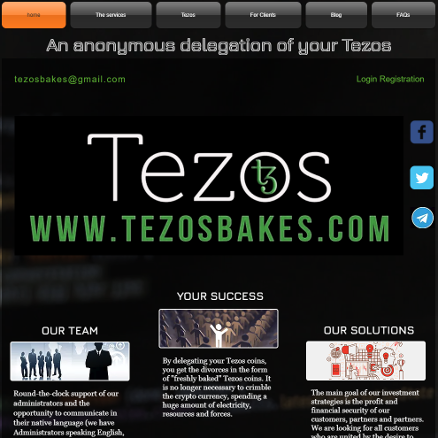 home
The services
Tezos
For Clients
Blog
FAQs
An anonymous delegation of your Tezos
tezosbakes@gmail.com
Login Registration
Tezos
WWW.TEZOSBAKES.COM
YOUR SUCCESS
OUR TEAM
OUR SOLUTIONS
By delegating your Tezos coins,
you get the divorces in the form
of "freshly baked" Tezos coins. It
is no longer necessary to crimble
the crypto currency, spending a
huge amount of electricity,
resources and forces.
Round-the-clock support of our
administrators and the
opportunity to communicate in
their native language (we have
Administrators speaking English,
The main goal of our investment
strategies is the profit and
financial security of our
customers, partners and partners.
We are looking for all customers
who are united by the desire to